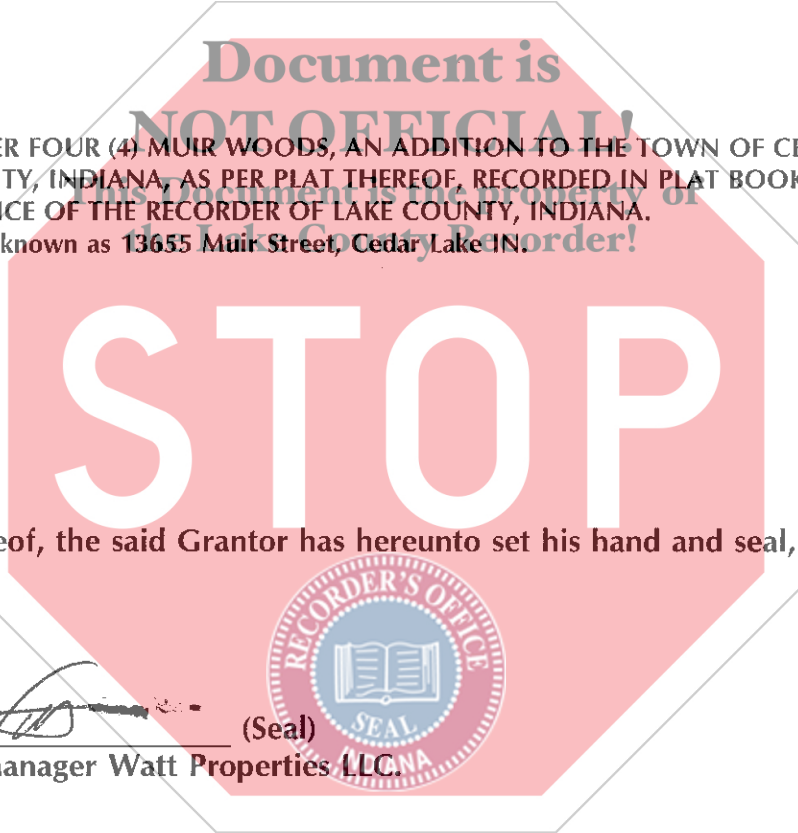 Document is
NOT OFFICIAL!
ER FOUR (4) MUIR WOODS, AN ADDITION TO THE TOWN OF CE
TY, INDIANA, AS PER PLAT THEREOF, RECORDED IN PLAT BOOK
This Document is the property of
ICE OF THE RECORDER OF LAKE COUNTY, INDIANA.
known as 13655 Muir Street, Cedar Lake IN.
the Lake County Recorder!
STOP
eof, the said Grantor has hereunto set his hand and seal,
RECORDER'S OFFICE
SEAL
INDIANA
(Seal)
anager Watt Properties LLC.